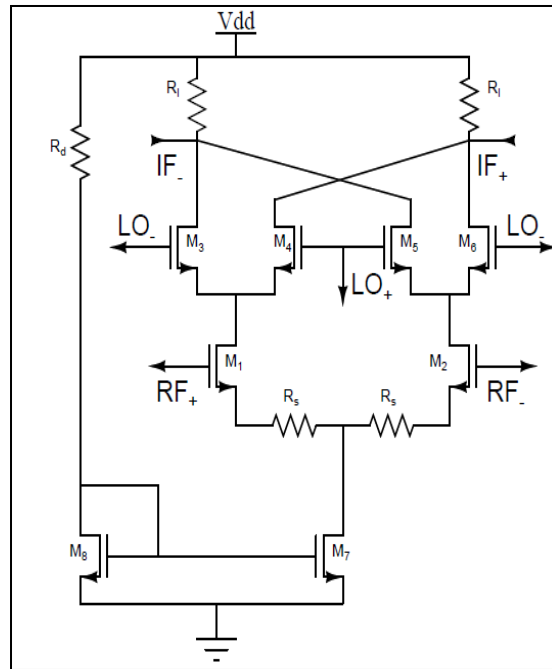 Vdd
Rl
Rl
Rd
IF-
IF+
LO-
LO-
M3
M4
M5
M6
LO+
M1
M2
RF+
RF-
Rs
Rs
M8
M7